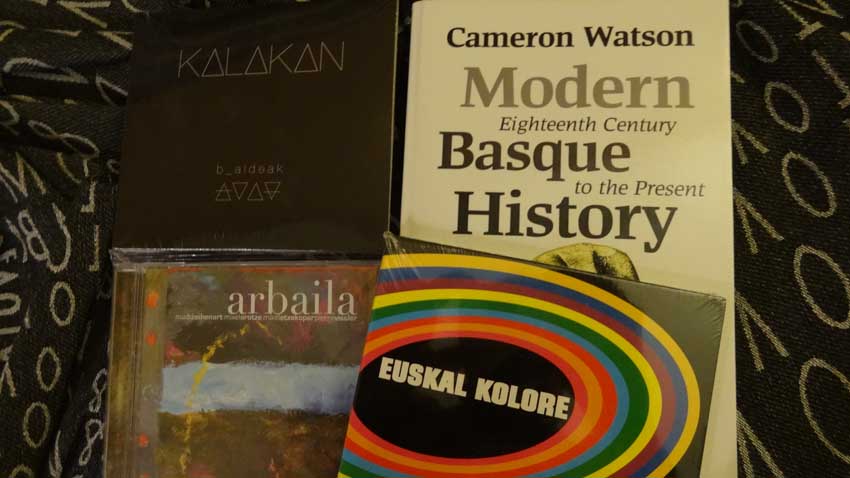 KALAKAN
b_aldeak
Cameron Watson
Modern
Eighteenth Century
Basque
to the Present
History
arbaila
EUSKAL KOLORE